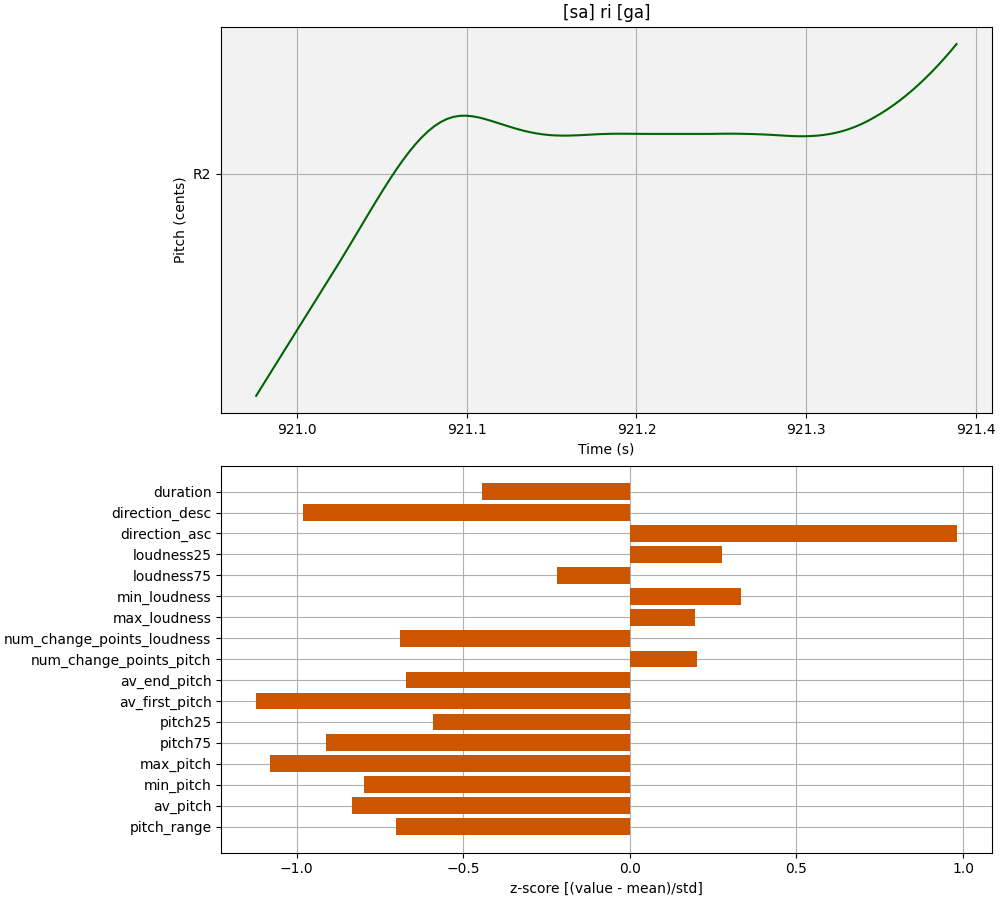 [sa] ri [ga]
Pitch (cents)
R2
921.0 921.1 921.2 921.3 921.4
Time (s)
duration
direction_desc
direction_asc
loudness25
loudness75
min_loudness
max_loudness
num_change_points_loudness
num_change_points_pitch
av_end_pitch
av_first_pitch
pitch25
pitch75
max_pitch
min_pitch
av_pitch
pitch_range
−1.0 −0.5 0.0 0.5 1.0
z-score [(value - mean)/std]